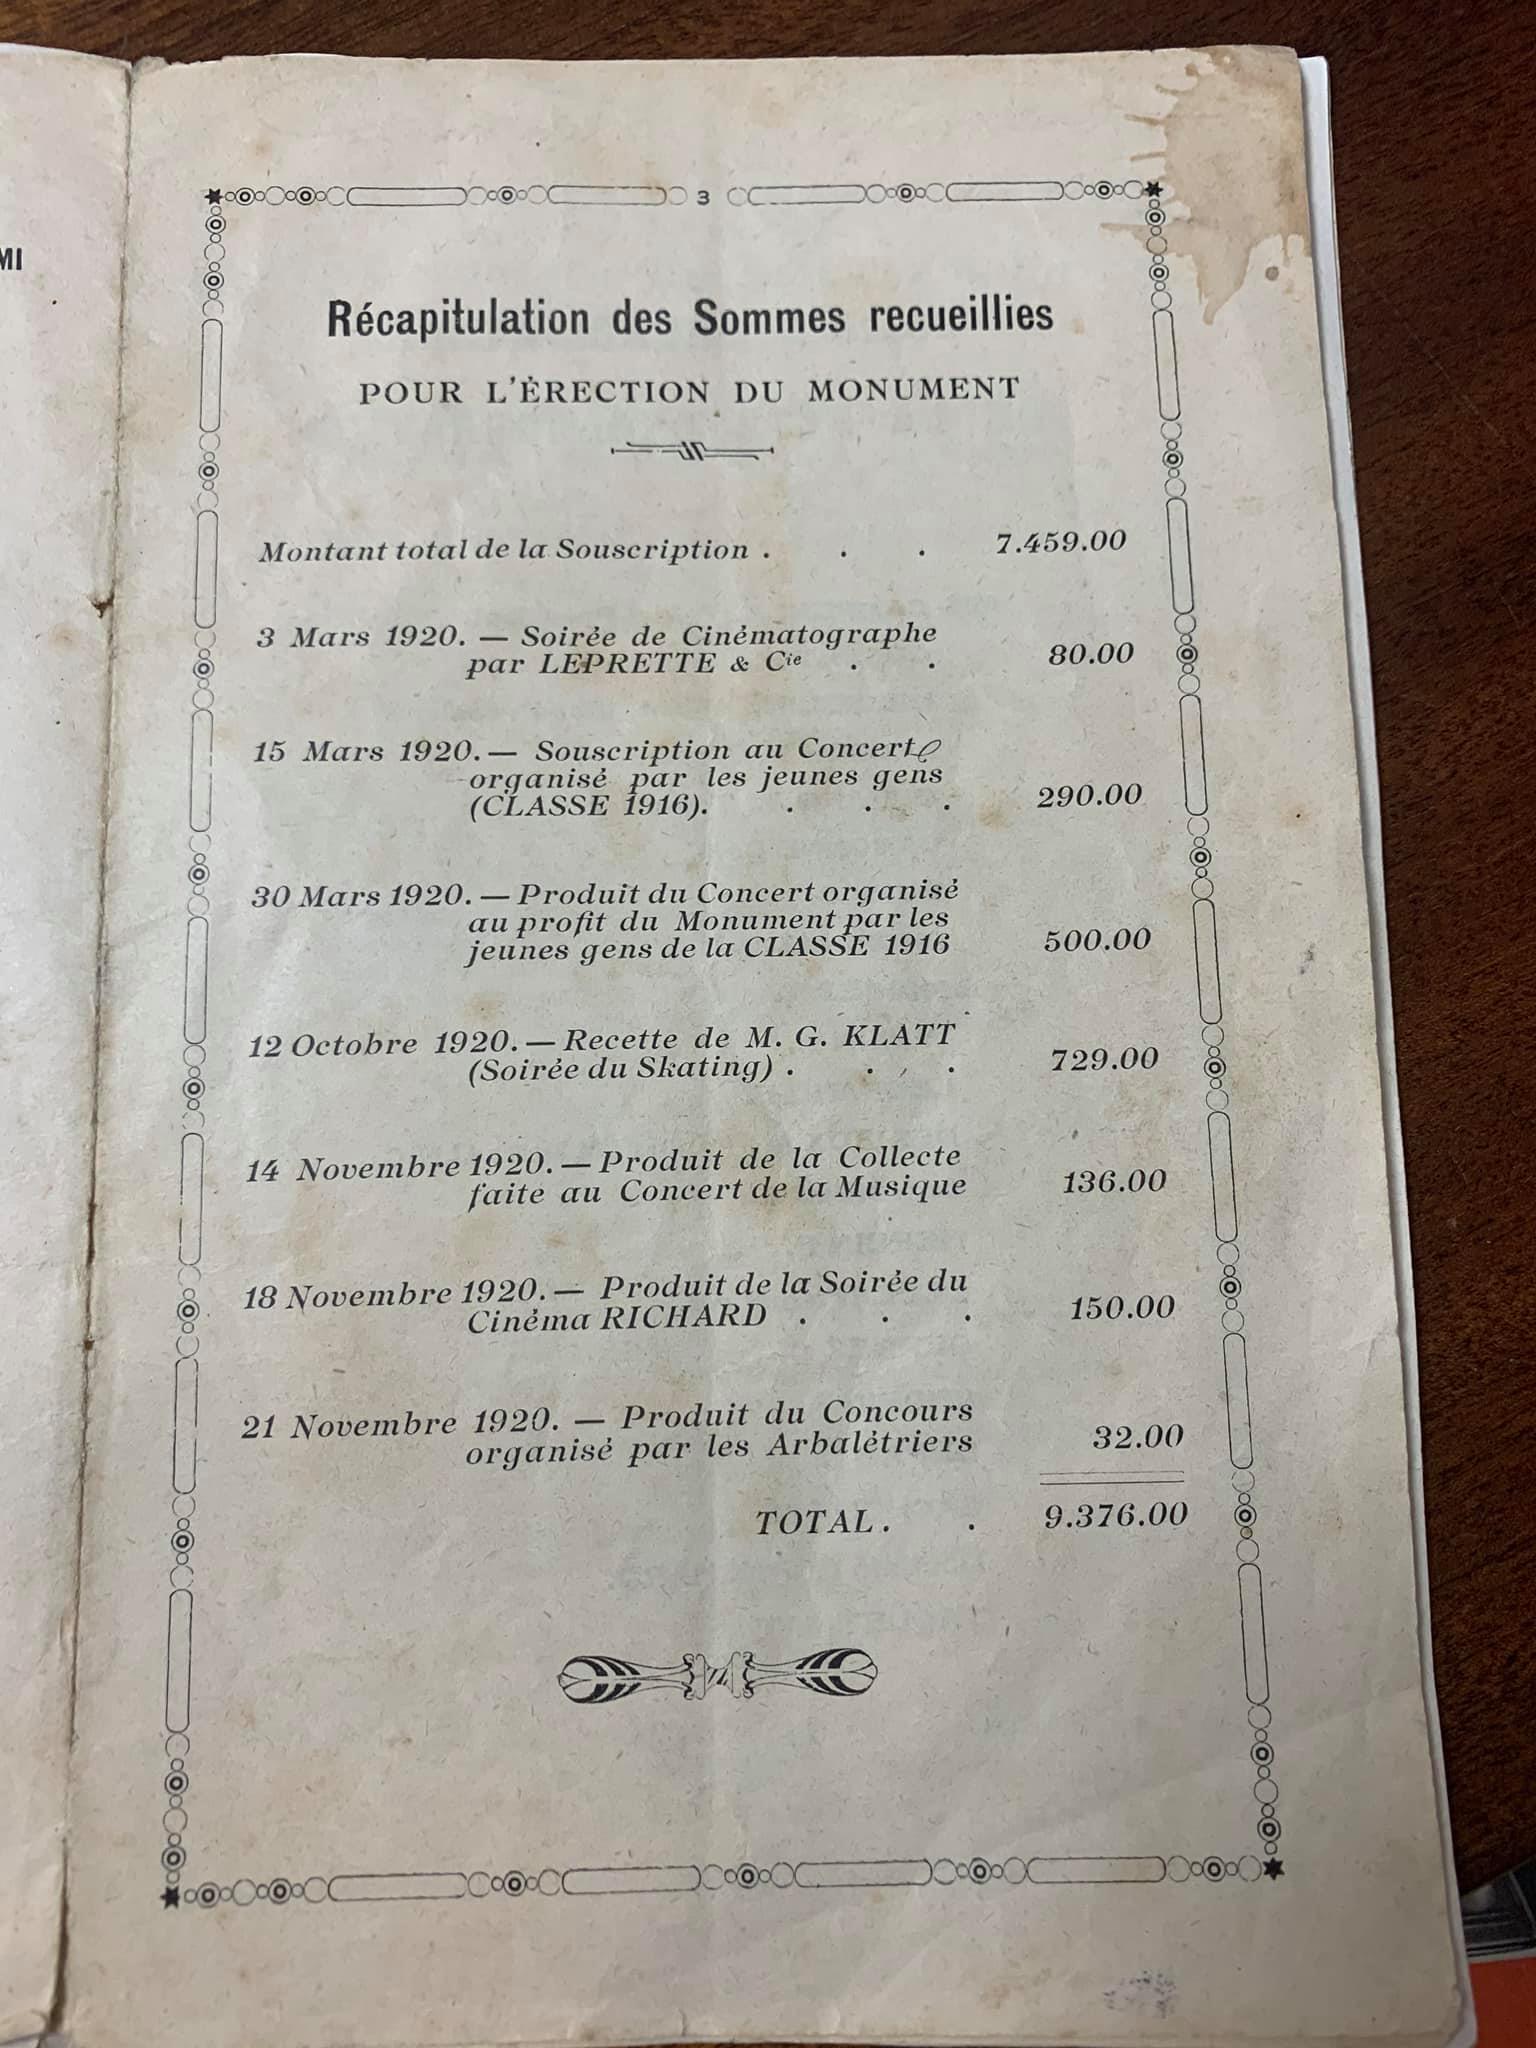 MI
3
Récapitulation des Sommes recueillies
POUR L'ÉRECTION DU MONUMENT
Montant total de la Souscription . . . 7.459.00
3 Mars 1920. — Soirée de Cinématographe
par LEPRETTE & Cie . . 80.00
15 Mars 1920. — Souscription au Concert
organisé par les jeunes gens
(CLASSE 1916). . . . 290.00
30 Mars 1920. — Produit du Concert organisé
au profit du Monument par les
jeunes gens de la CLASSE 1916 500.00
12 Octobre 1920. — Recette de M. G. KLATT
(Soirée du Skating) . . . 729.00
14 Novembre 1920. — Produit de la Collecte
faite au Concert de la Musique 136.00
18 Novembre 1920. — Produit de la Soirée du
Cinéma RICHARD . . . 150.00
21 Novembre 1920. — Produit du Concours
organisé par les Arbalétriers 32.00
TOTAL . . 9.376.00